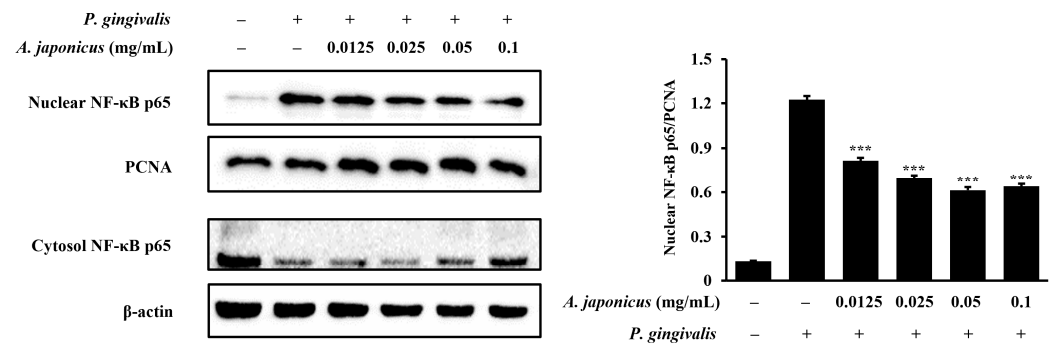 P. gingivalis – + + + + +
A. japonicus (mg/mL) – – 0.0125 0.025 0.05 0.1
Nuclear NF-κB p65
PCNA
Cytosol NF-κB p65
β-actin
Nuclear NF-κB p65/PCNA
1.5
1.2
0.9
0.6
0.3
0
*** *** *** ***
A. japonicus (mg/mL) – – 0.0125 0.025 0.05 0.1
P. gingivalis – + + + + +